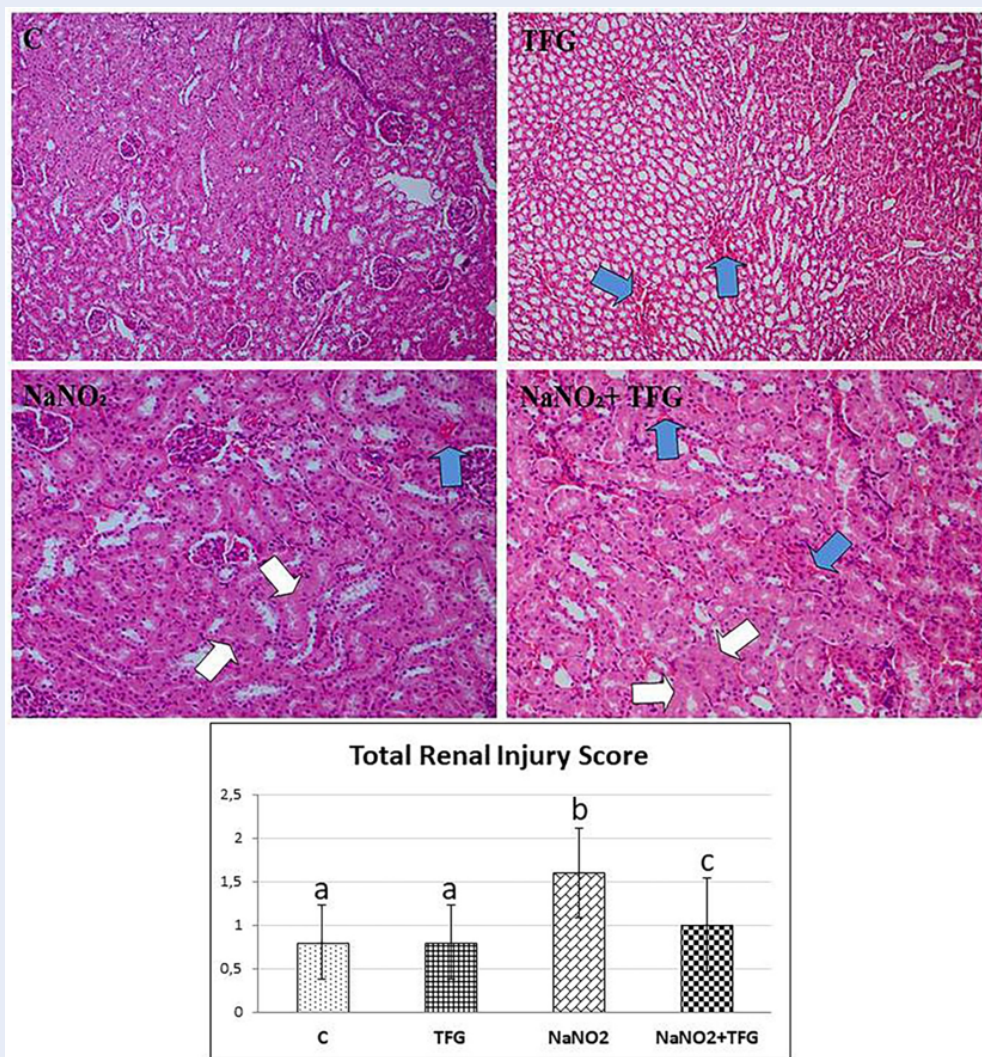 C
TFG
NaNO₂
NaNO₂+ TFG
Total Renal Injury Score
2,5
2
1,5
1
0,5
0
a
a
b
c
C
TFG
NaNO2
NaNO2+TFG